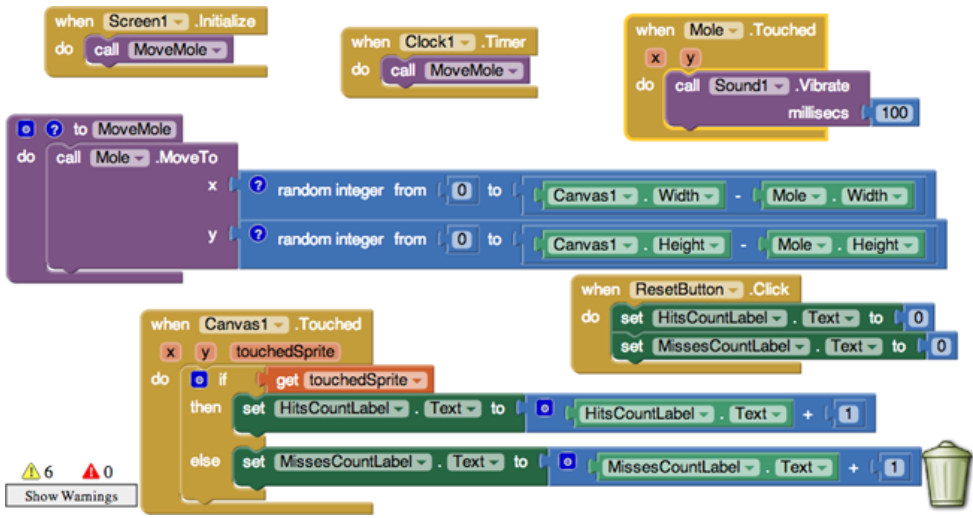 when Screen1 .Initialize
do call MoveMole
when Clock1 .Timer
do call MoveMole
when Mole .Touched
x y
do call Sound1 .Vibrate
millisecs 100
? to MoveMole
do call Mole .MoveTo
x ? random integer from 0 to Canvas1 . Width - Mole . Width
y ? random integer from 0 to Canvas1 . Height - Mole . Height
when ResetButton .Click
do set HitsCountLabel . Text to 0
set MissesCountLabel . Text to 0
when Canvas1 .Touched
x y touchedSprite
do if get touchedSprite
then set HitsCountLabel . Text to HitsCountLabel . Text + 1
else set MissesCountLabel . Text to MissesCountLabel . Text + 1
6 0
Show Warnings